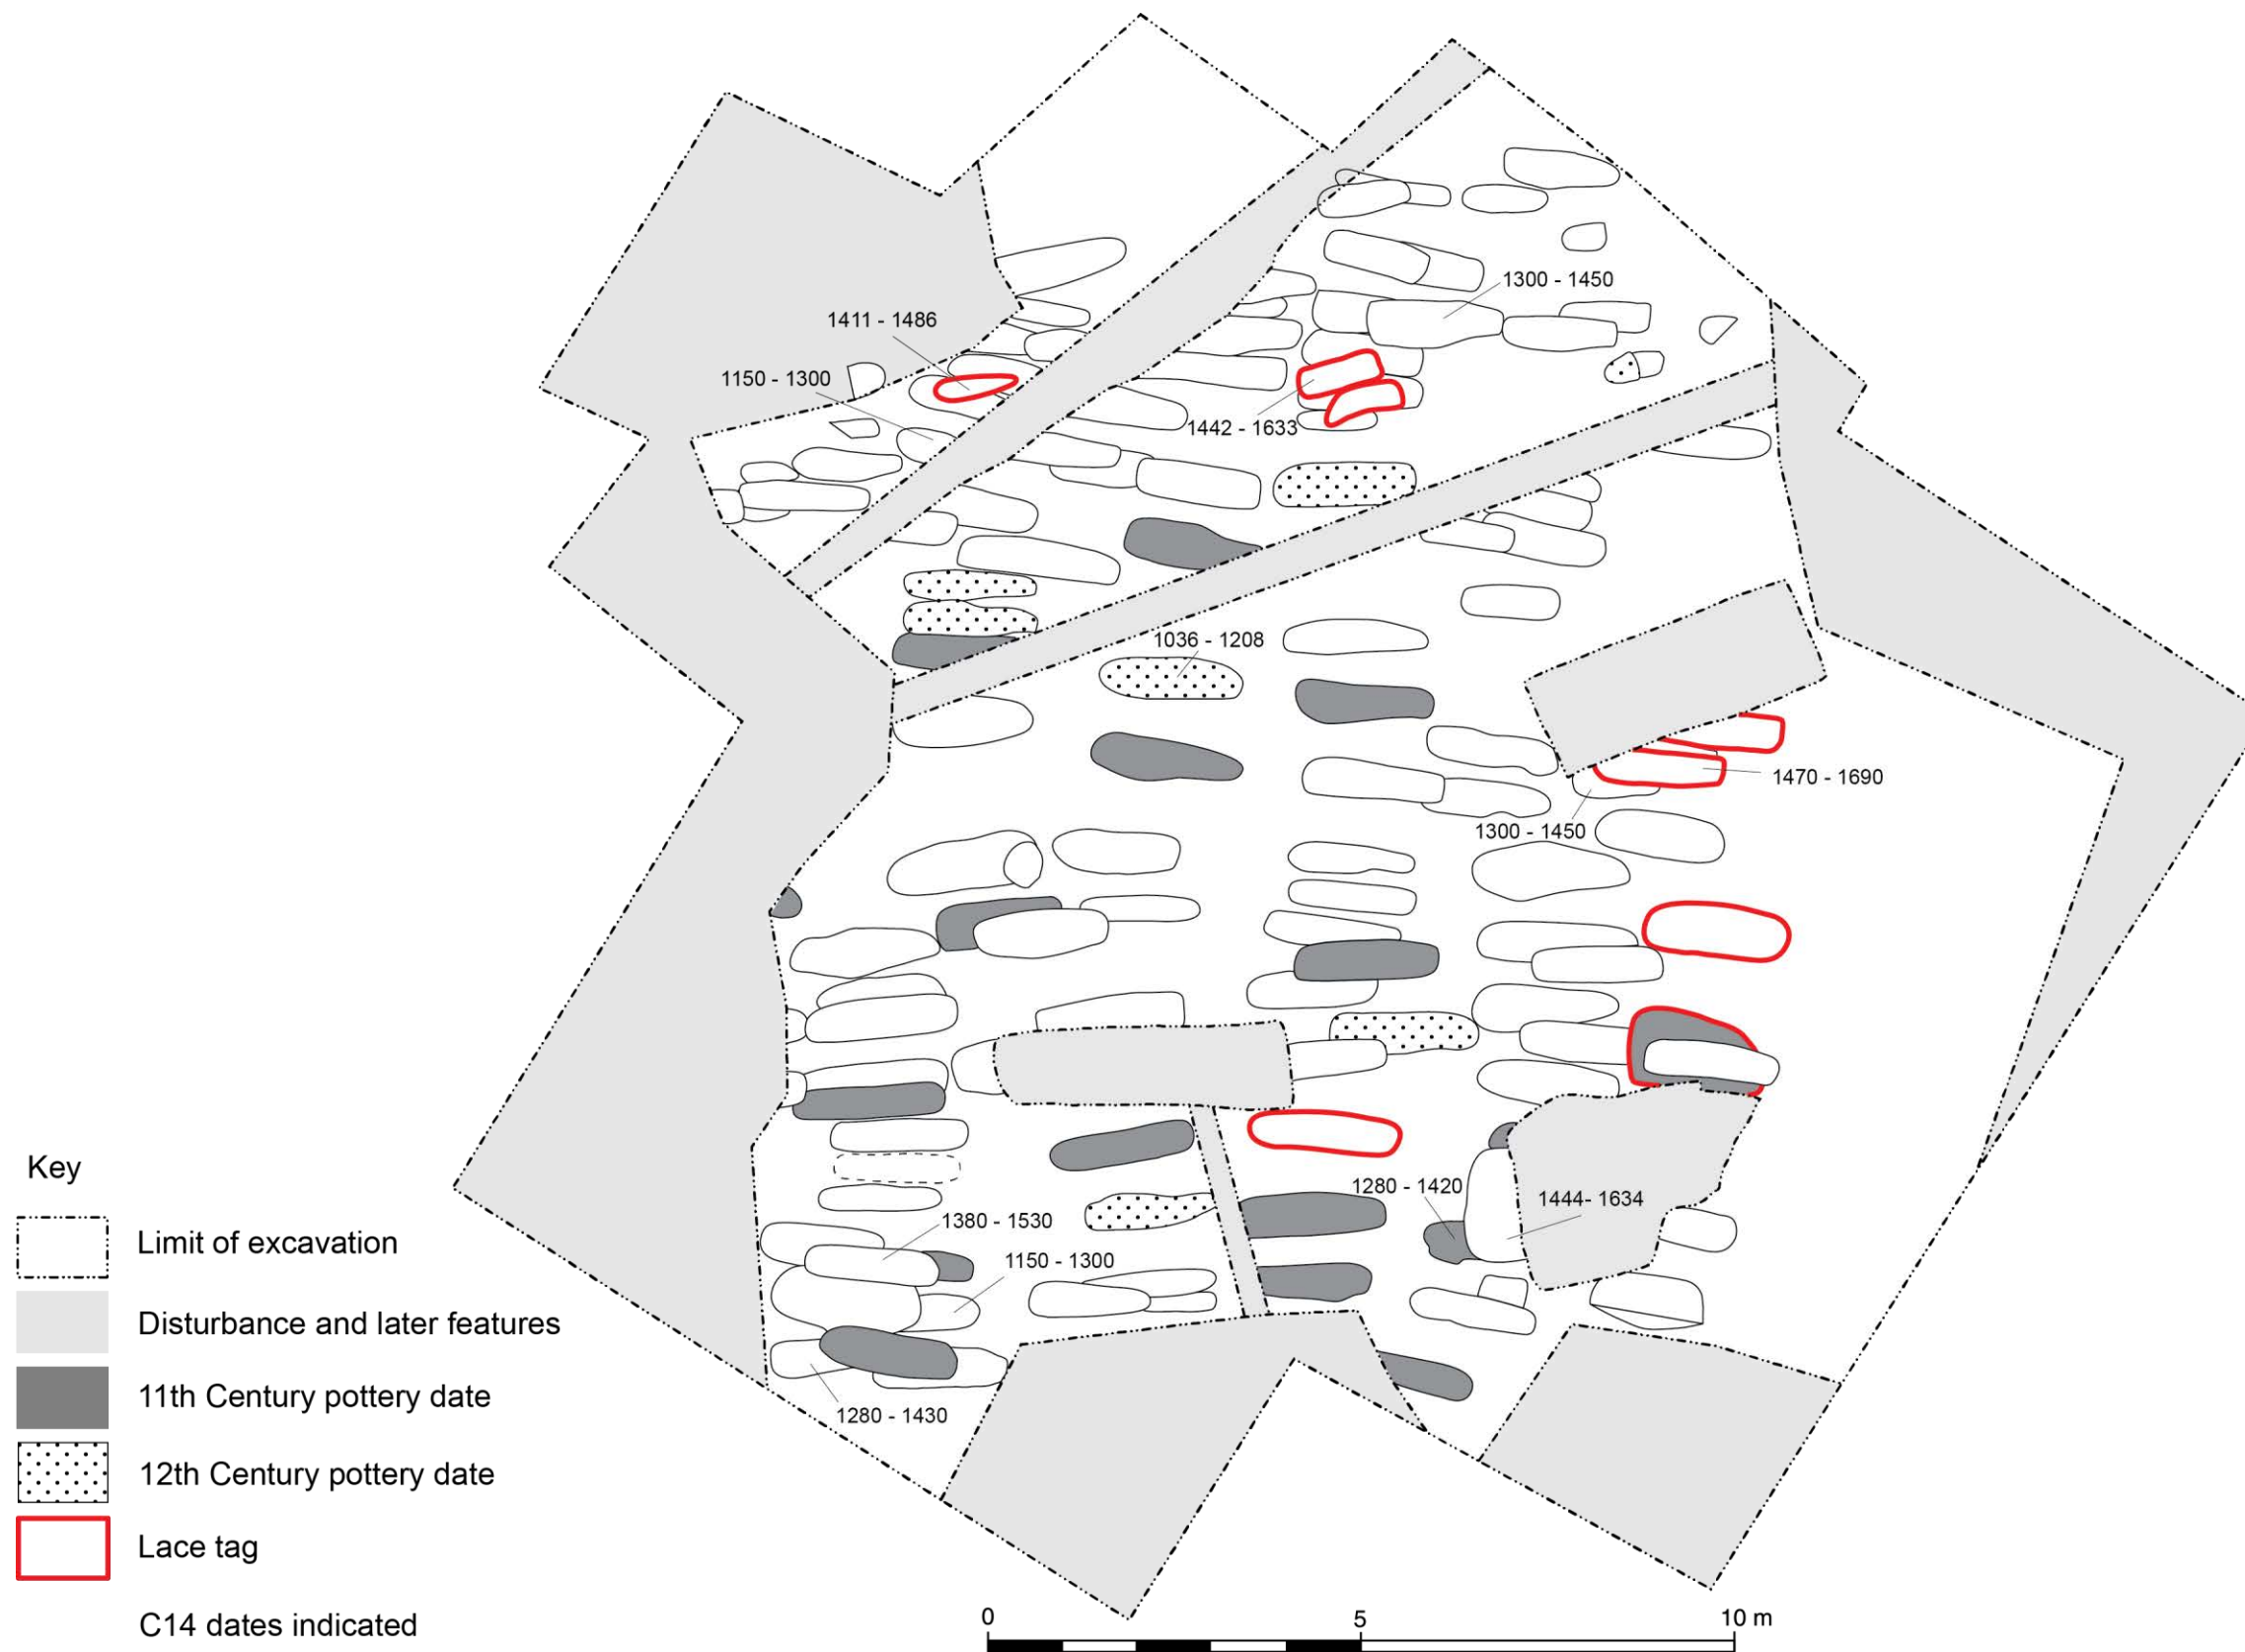 1300 - 1450
1411 - 1486
1150 - 1300
1442 - 1633
1036 - 1208
1470 - 1690
1300 - 1450
1280 - 1420
1444- 1634
1380 - 1530
1150 - 1300
1280 - 1430
Key
Limit of excavation
Disturbance and later features
11th Century pottery date
12th Century pottery date
Lace tag
C14 dates indicated
0 5 10 m